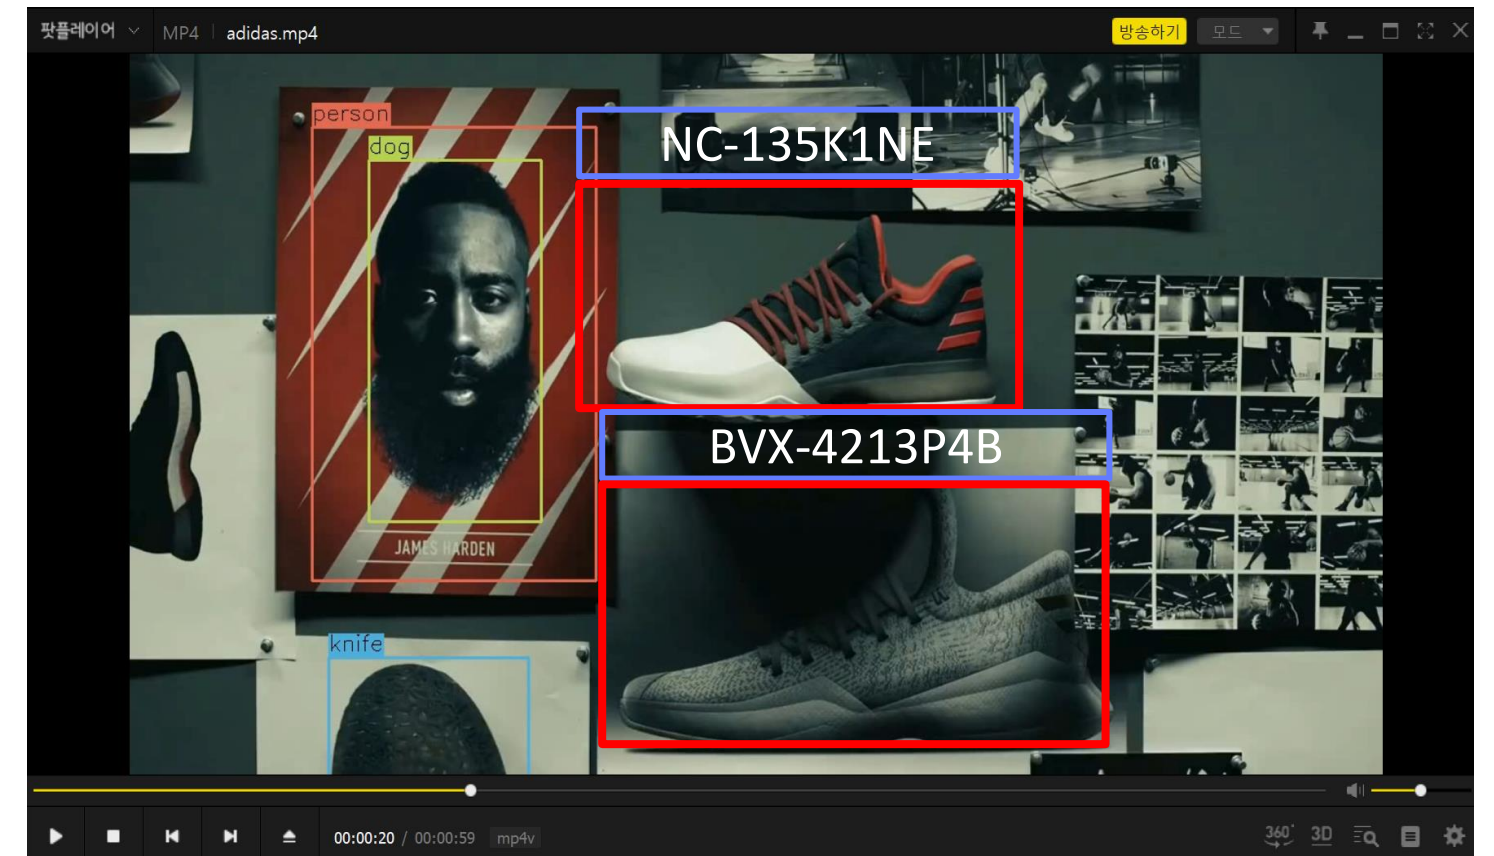 팟플레이어
MP4
adidas.mp4
방송하기
모드
person
dog
NC-135K1NE
BVX-4213P4B
JAMES HARDEN
knife
00:00:20 / 00:00:59 mp4v
360°
3D